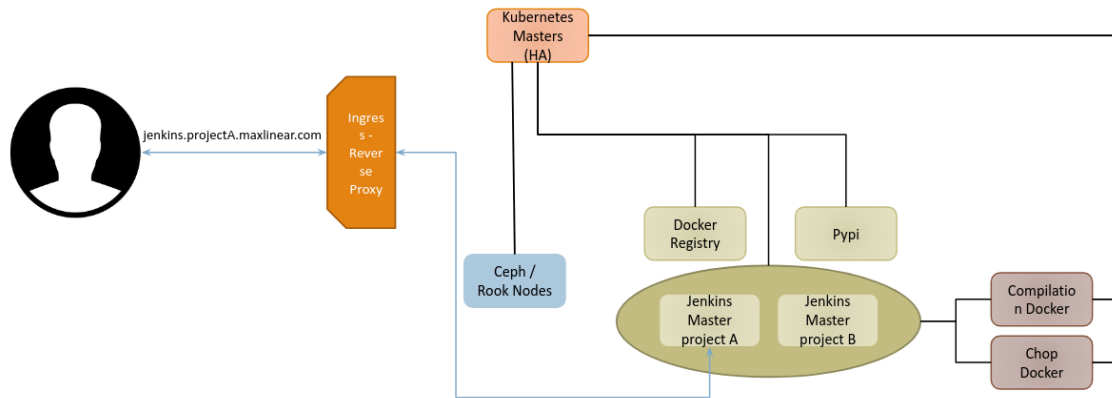 Kubernetes
Masters
(HA)
jenkins.projectA.maxlinear.com
Ingres
s -
Rever
se
Proxy
Docker
Registry
Pypi
Ceph /
Rook Nodes
Jenkins
Master
project A
Jenkins
Master
project B
Compilatio
n Docker
Chop
Docker